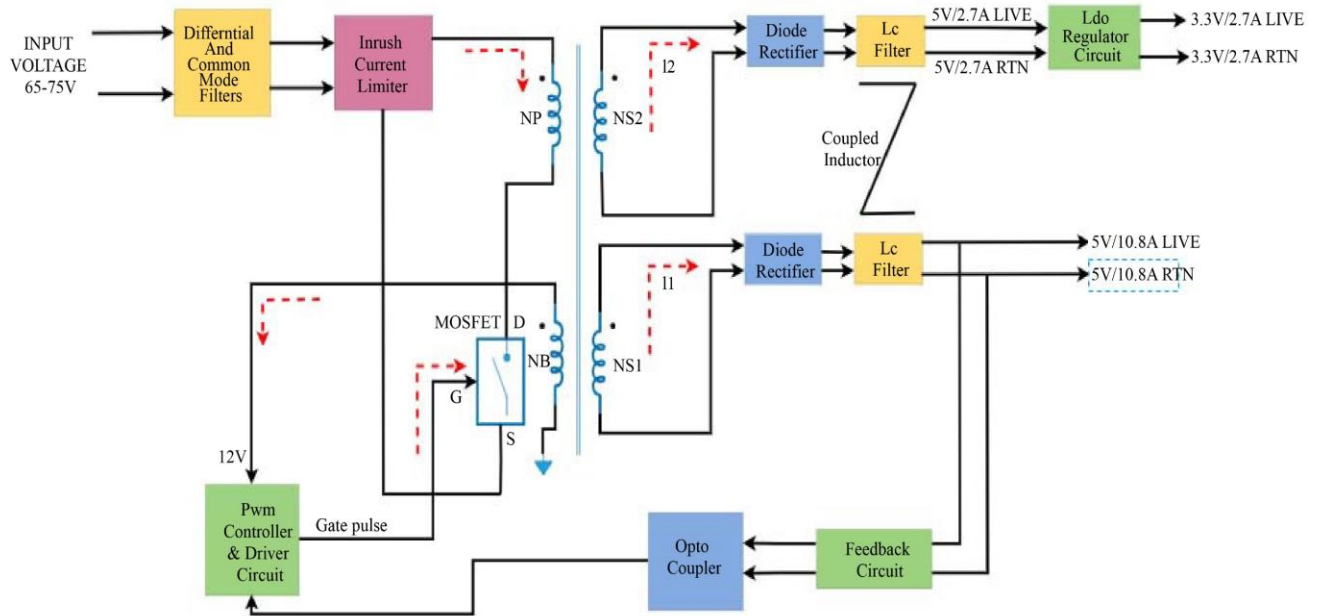 INPUT
VOLTAGE
65-75V
Differntial
And
Common
Mode
Filters
Inrush
Current
Limiter
NP
NS2
I2
Diode
Rectifier
Lc
Filter
5V/2.7A LIVE
5V/2.7A RTN
Ldo
Regulator
Circuit
3.3V/2.7A LIVE
3.3V/2.7A RTN
Coupled
Inductor
MOSFET D
G
S
NB
NS1
I1
Diode
Rectifier
Lc
Filter
5V/10.8A LIVE
5V/10.8A RTN
12V
Pwm
Controller
& Driver
Circuit
Gate pulse
Opto
Coupler
Feedback
Circuit